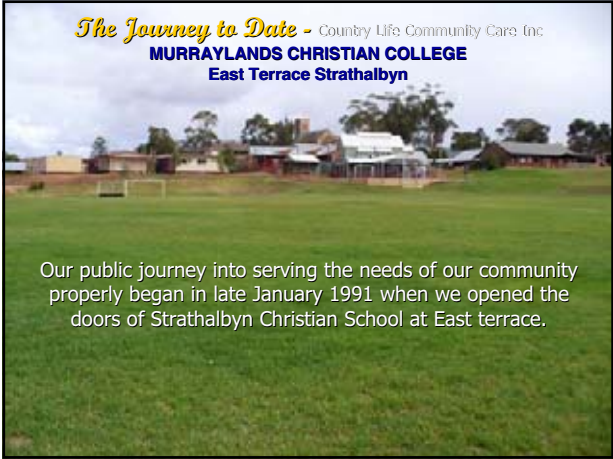 The Journey to Date - Country Life Community Care Inc
MURRAYLANDS CHRISTIAN COLLEGE
East Terrace Strathalbyn
Our public journey into serving the needs of our community
properly began in late January 1991 when we opened the
doors of Strathalbyn Christian School at East terrace.